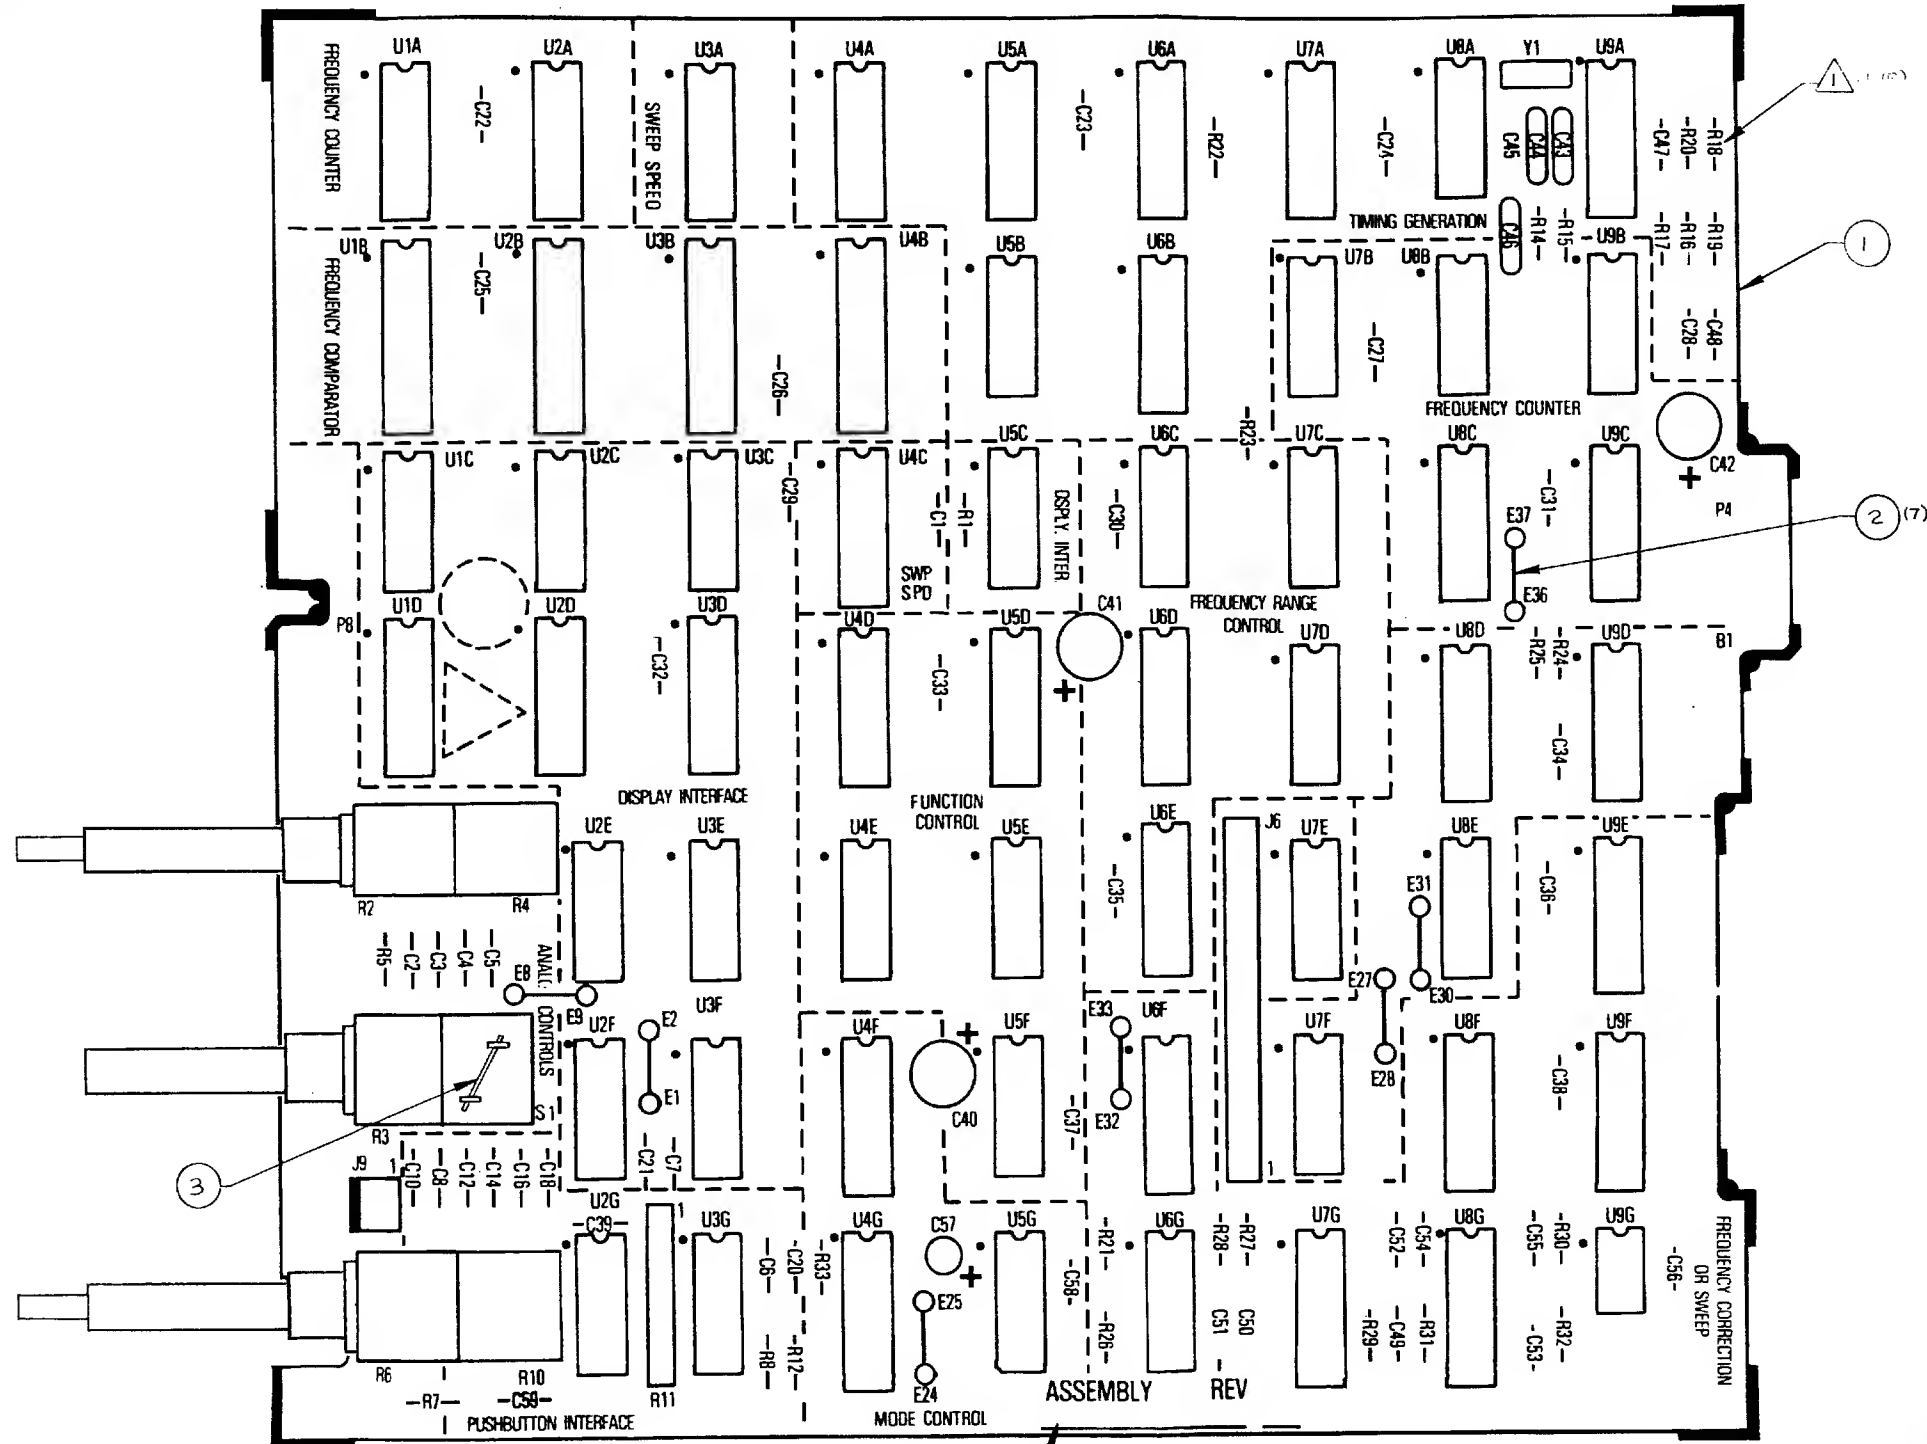 U1A
U2A
U3A
U4A
U5A
U6A
U7A
U8A
Y1
U9A
1
FREQUENCY COUNTER
-C22-
SWEEP SPEED
-C23-
-R22-
-C24-
C45
C44
C43
-C47-
-R20-
-R18-
TIMING GENERATION
C46
-R14-
-R15-
-R17-
-R16-
-R19-
1
U1B
U2B
U3B
U4B
U5B
U6B
U7B
U8B
U9B
FREQUENCY COMPARATOR
-C25-
-C26-
-C27-
-C28-
-C48-
FREQUENCY COUNTER
-R23-
C42
+
U1C
U2C
U3C
U4C
U5C
U6C
U7C
U8C
U9C
-C29-
-C1-
-R1-
DSPLY. INTER
-C30-
-C31-
E37
P4
2 (7)
SWP
SPD
FREQUENCY RANGE
CONTROL
E36
C41
+
P8
U1D
U2D
U3D
U4D
U5D
U6D
U7D
U8D
U9D
-R25-
-R24-
B1
-C32-
-C33-
-C34-
DISPLAY INTERFACE
FUNCTION
CONTROL
U2E
U3E
U4E
U5E
U6E
J6
U7E
U8E
U9E
R2
R4
-C35-
E31
-C36-
-R5-
-C2-
-C3-
-C4-
-C5-
CONTROLS
E8
E9
E27
E30
U2F
E2
U3F
U4F
+
U5F
E33
U6F
U7F
U8F
U9F
E28
-C38-
3
R3
S1
E1
C40
-C37-
E32
J9
1
-C10-
-C8-
-C12-
-C14-
-C16-
-C18-
-C21-
-C7-
1
U2G
-C39-
1
U3G
U4G
C57
+
U5G
U6G
U7G
U8G
U9G
-C6-
-C20-
-R33-
-C58-
-R21-
-R28-
-R27-
-C52-
-C54-
-C55-
-R30-
-C56-
FREQUENCY CORRECTION
OR SWEEP
E25
-R8-
-R12-
-R26-
C51
C50
-R29-
-C49-
-R31-
-C53-
-R32-
R6
R10
R11
E24
-R7-
-C59-
ASSEMBLY
REV
PUSHBUTTON INTERFACE
MODE CONTROL